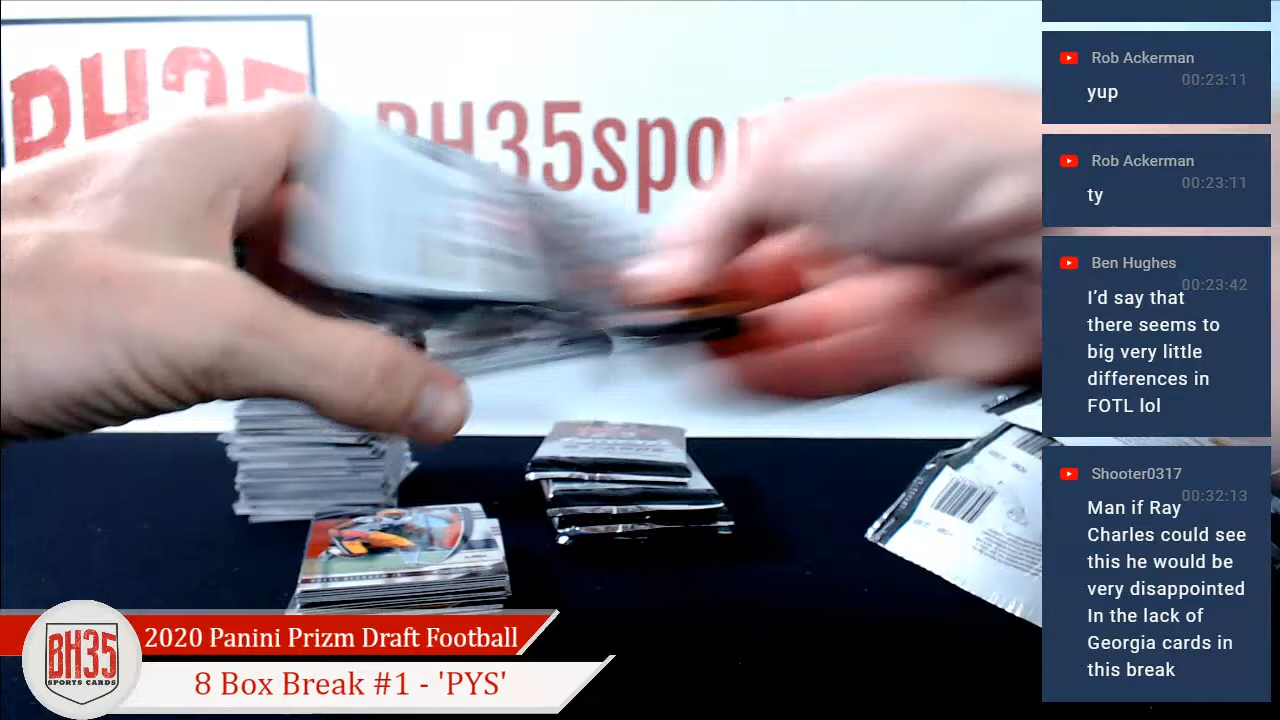 BH35
BH35spor
Rob Ackerman
00:23:11
yup
Rob Ackerman
00:23:11
ty
Ben Hughes
00:23:42
I'd say that
there seems to
big very little
differences in
FOTL lol
Shooter0317
00:32:13
Man if Ray
Charles could see
this he would be
very disappointed
In the lack of
Georgia cards in
this break
BH35
SPORTS CARDS
2020 Panini Prizm Draft Football
8 Box Break #1 - 'PYS'